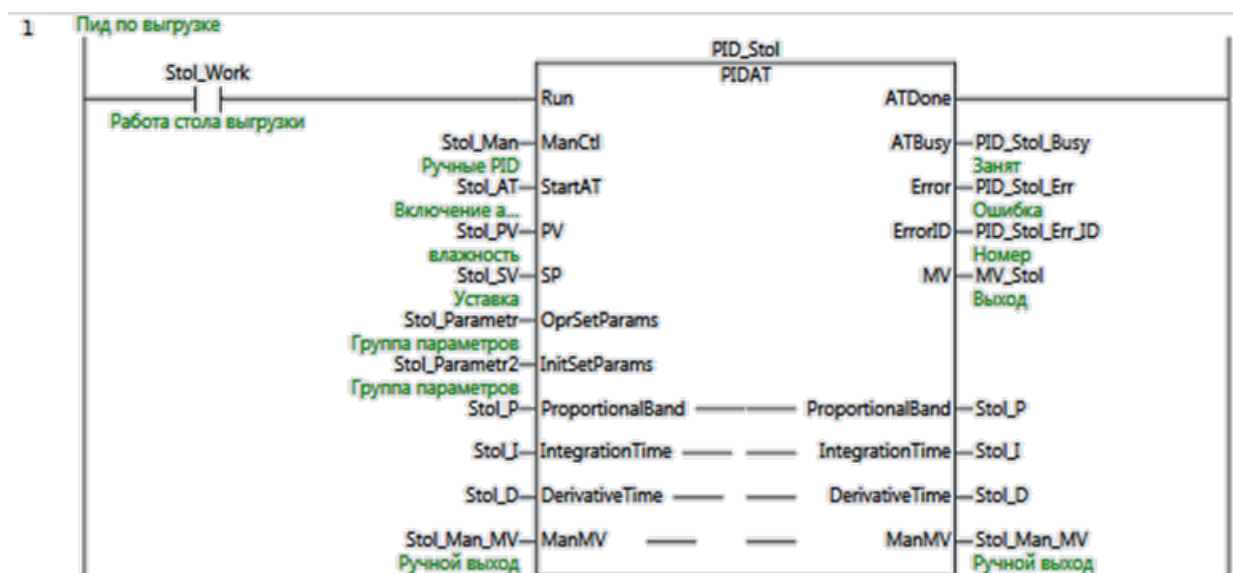 1 Пид по выгрузке
PID_Stol
Stol_Work PIDAT
Run ATDone
Работа стола выгрузки
Stol_Man ManCtl ATBusy PID_Stol_Busy
Ручные PID Занят
Stol_AT StartAT Error PID_Stol_Err
Включение а... Ошибка
Stol_PV PV ErrorID PID_Stol_Err_ID
влажность Номер
Stol_SV SP MV MV_Stol
Уставка Выход
Stol_Parametr OprSetParams
Группа параметров
Stol_Parametr2 InitSetParams
Группа параметров
Stol_P ProportionalBand ProportionalBand Stol_P
Stol_I IntegrationTime IntegrationTime Stol_I
Stol_D DerivativeTime DerivativeTime Stol_D
Stol_Man_MV ManMV ManMV Stol_Man_MV
Ручной выход Ручной выход